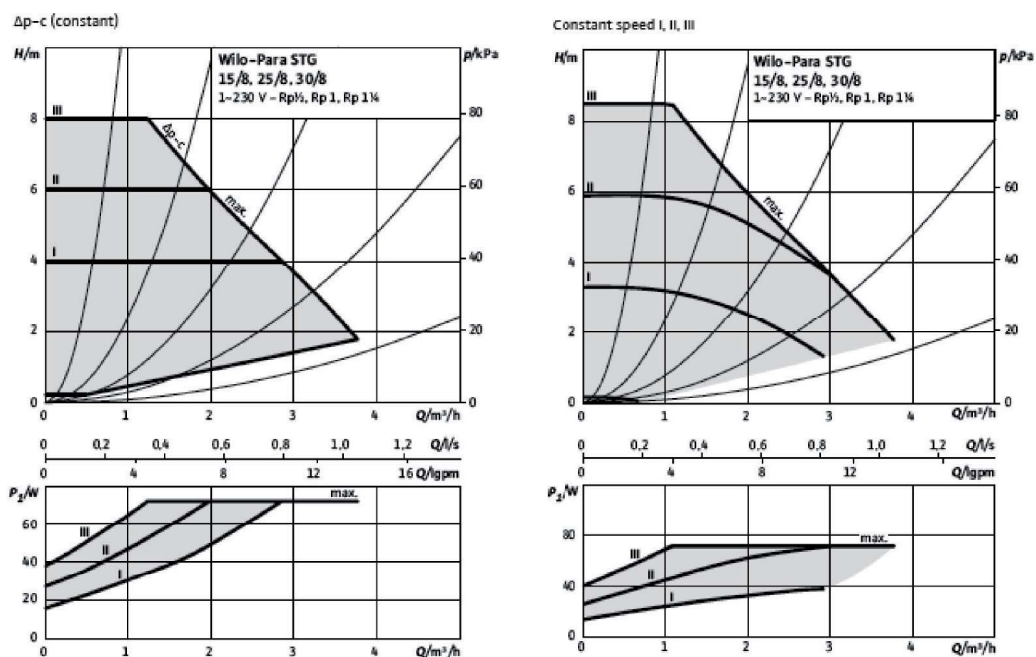 Δp-c (constant)
H/m
p/kPa
Wilo-Para STG
15/8, 25/8, 30/8
1~230 V - Rp½, Rp 1, Rp 1¼
III
8
80
Δp-c
II
6
60
max.
I
4
40
2
20
0
0
0 1 2 3 4 Q/m³/h
0 0,2 0,4 0,6 0,8 1,0 1,2 Q/l/s
0 4 8 12 16 Q/Igpm
P₁/W
max.
60
III
II
40
I
20
0
0 1 2 3 4 Q/m³/h
Constant speed I, II, III
H/m
p/kPa
Wilo-Para STG
15/8, 25/8, 30/8
1~230 V - Rp½, Rp 1, Rp 1¼
III
8
80
II
6
60
max.
4
40
I
2
20
0
0
0 1 2 3 4 Q/m³/h
0 0,2 0,4 0,6 0,8 1,0 1,2 Q/l/s
0 4 8 12 Q/Igpm
P₁/W
80
max.
III
II
40
I
0
0 1 2 3 4 Q/m³/h